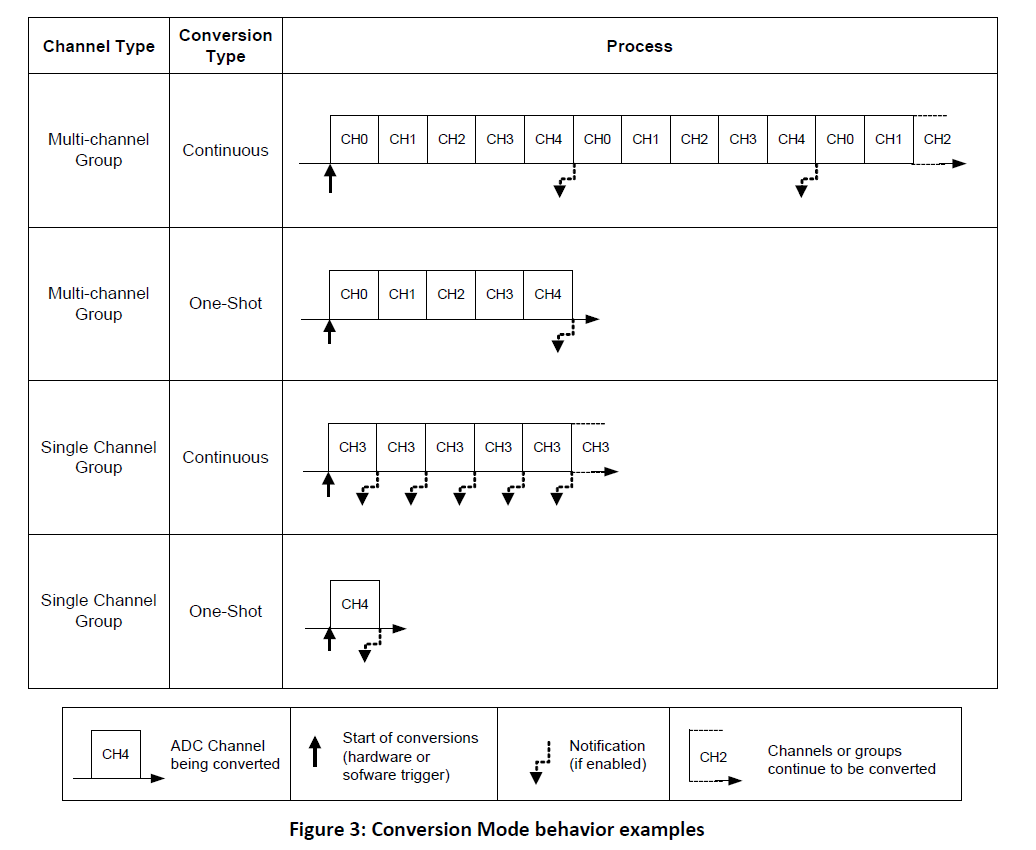 Channel Type
Conversion
Type
Process
Multi-channel
Group
Continuous
CH0 CH1 CH2 CH3 CH4 CH0 CH1 CH2 CH3 CH4 CH0 CH1 CH2
Multi-channel
Group
One-Shot
CH0 CH1 CH2 CH3 CH4
Single Channel
Group
Continuous
CH3 CH3 CH3 CH3 CH3 CH3
Single Channel
Group
One-Shot
CH4
CH4
ADC Channel
being converted
Start of conversions
(hardware or
sofware trigger)
Notification
(if enabled)
CH2
Channels or groups
continue to be converted
Figure 3: Conversion Mode behavior examples